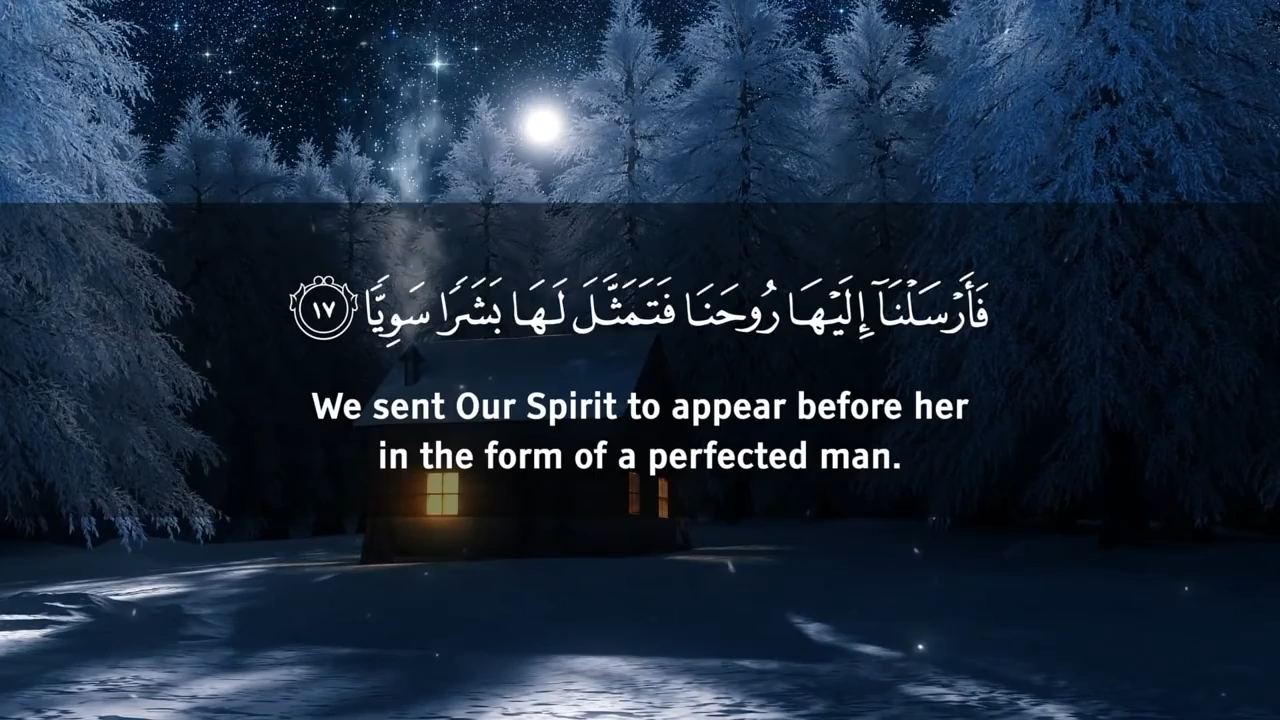 فَأَرْسَلْنَآ إِلَيْهَا رُوحَنَا فَتَمَثَّلَ لَهَا بَشَرًا سَوِيًّا ١٧
We sent Our Spirit to appear before her
in the form of a perfected man.